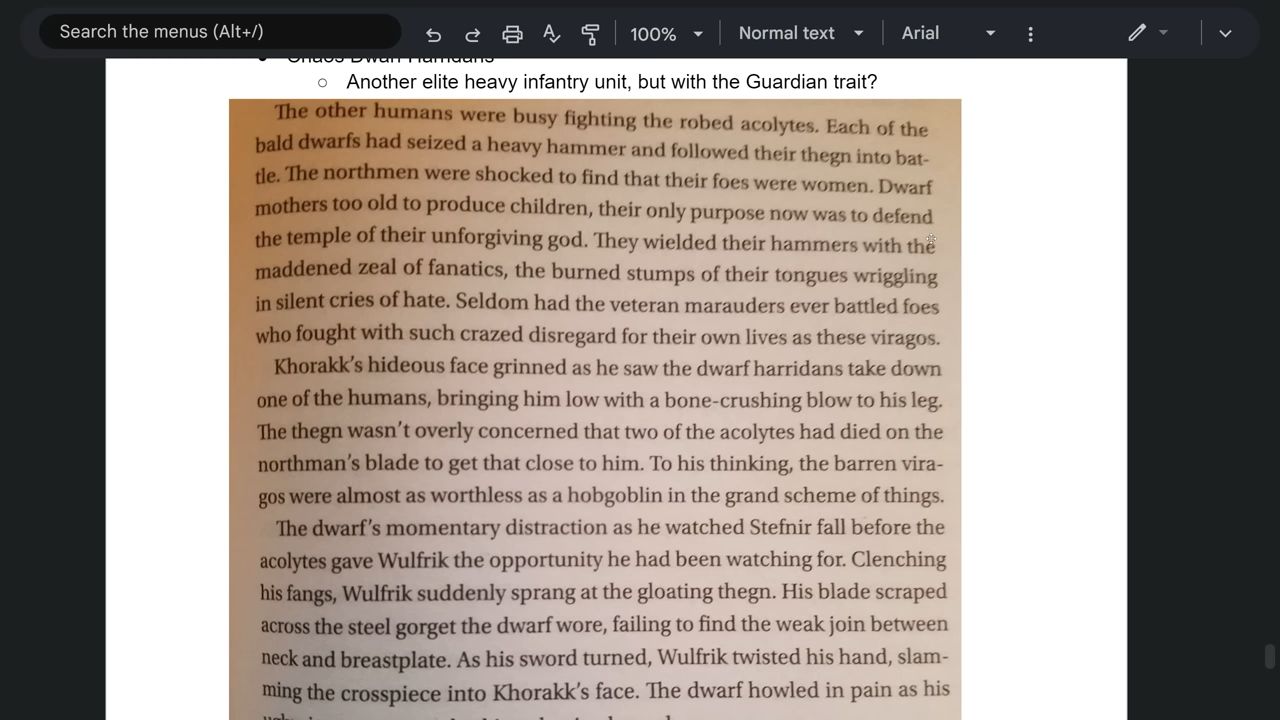 Search the menus (Alt+/)
100%
Normal text
Arial
Another elite heavy infantry unit, but with the Guardian trait?
The other humans were busy fighting the robed acolytes. Each of the
bald dwarfs had seized a heavy hammer and followed their thegn into bat-
tle. The northmen were shocked to find that their foes were women. Dwarf
mothers too old to produce children, their only purpose now was to defend
the temple of their unforgiving god. They wielded their hammers with the
maddened zeal of fanatics, the burned stumps of their tongues wriggling
in silent cries of hate. Seldom had the veteran marauders ever battled foes
who fought with such crazed disregard for their own lives as these viragos.
Khorakk's hideous face grinned as he saw the dwarf harridans take down
one of the humans, bringing him low with a bone-crushing blow to his leg.
The thegn wasn't overly concerned that two of the acolytes had died on the
northman's blade to get that close to him. To his thinking, the barren vira-
gos were almost as worthless as a hobgoblin in the grand scheme of things.
The dwarf's momentary distraction as he watched Stefnir fall before the
acolytes gave Wulfrik the opportunity he had been watching for. Clenching
his fangs, Wulfrik suddenly sprang at the gloating thegn. His blade scraped
across the steel gorget the dwarf wore, failing to find the weak join between
neck and breastplate. As his sword turned, Wulfrik twisted his hand, slam-
ming the crosspiece into Khorakk's face. The dwarf howled in pain as his